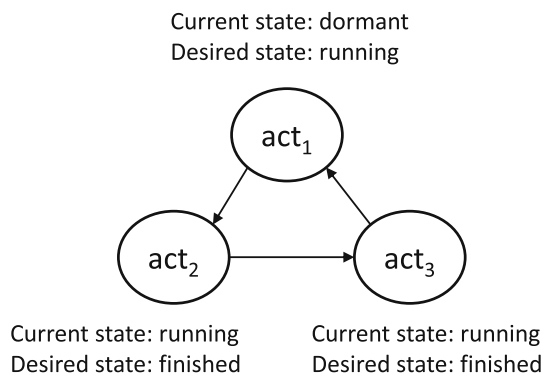 Current state: dormant
Desired state: running
act₁
act₂
act₃
Current state: running
Desired state: finished
Current state: running
Desired state: finished